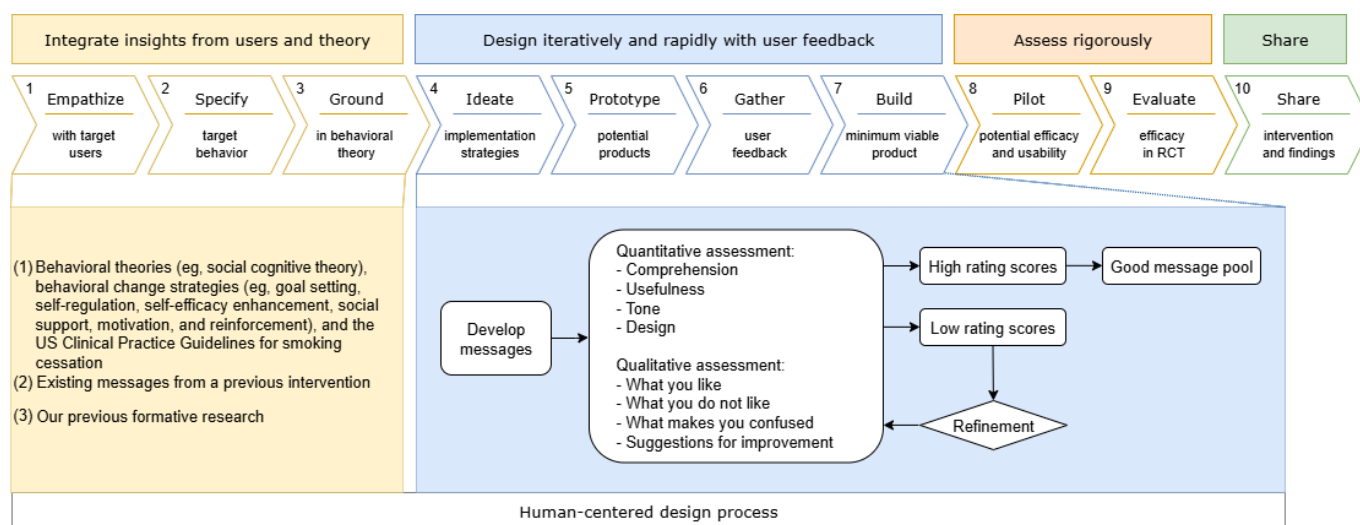 Integrate insights from users and theory
Design iteratively and rapidly with user feedback
Assess rigorously
Share
1
Empathize
with target
users
2
Specify
target
behavior
3
Ground
in behavioral
theory
4
Ideate
implementation
strategies
5
Prototype
potential
products
6
Gather
user
feedback
7
Build
minimum viable
product
8
Pilot
potential efficacy
and usability
9
Evaluate
efficacy
in RCT
10
Share
intervention
and findings
(1) Behavioral theories (eg, social cognitive theory),
behavioral change strategies (eg, goal setting,
self-regulation, self-efficacy enhancement, social
support, motivation, and reinforcement), and the
US Clinical Practice Guidelines for smoking
cessation
(2) Existing messages from a previous intervention
(3) Our previous formative research
Develop
messages
Quantitative assessment:
- Comprehension
- Usefulness
- Tone
- Design
Qualitative assessment:
- What you like
- What you do not like
- What makes you confused
- Suggestions for improvement
High rating scores
Good message pool
Low rating scores
Refinement
Human-centered design process